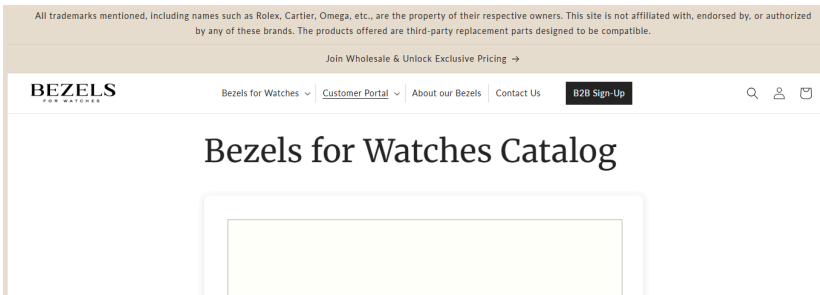 All trademarks mentioned, including names such as Rolex, Cartier, Omega, etc., are the property of their respective owners. This site is not affiliated with, endorsed by, or authorized
by any of these brands. The products offered are third-party replacement parts designed to be compatible.
Join Wholesale & Unlock Exclusive Pricing →
BEZELS
FOR WATCHES
Bezels for Watches
Customer Portal
About our Bezels
Contact Us
B2B Sign-Up
Bezels for Watches Catalog